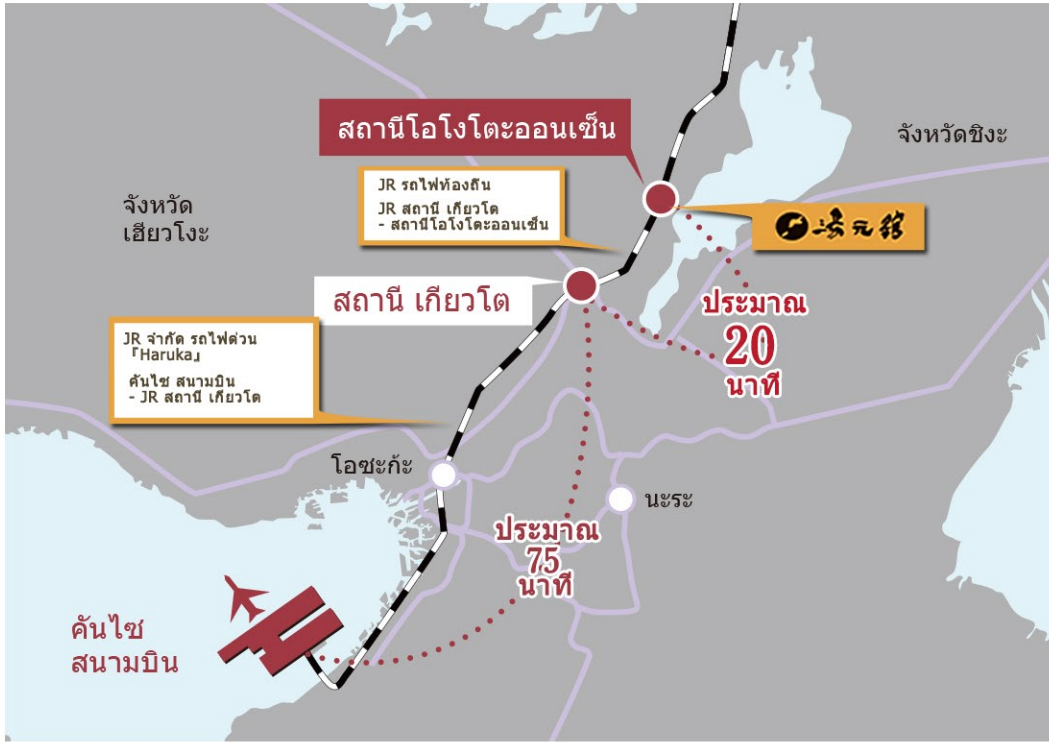 สถานีโอโงโตะออนเซ็น
จังหวัดชิงะ
JR รถไฟท้องถิ่น
JR สถานี เกียวโต
- สถานีโอโงโตะออนเซ็น
จังหวัด
เฮียวโงะ
湯元舘
สถานี เกียวโต
ประมาณ
20
นาที
JR จำกัด รถไฟด่วน
「Haruka」
คันไซ สนามบิน
- JR สถานี เกียวโต
โอซะก้ะ
นะระ
ประมาณ
75
นาที
คันไซ
สนามบิน